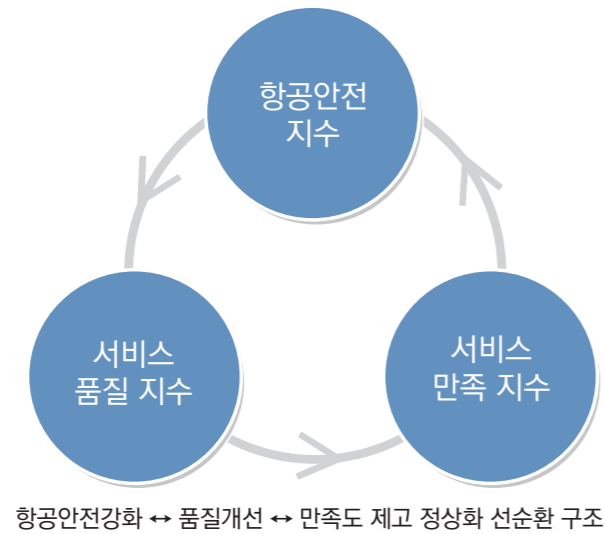 항공안전
지수
서비스
품질 지수
서비스
만족 지수
항공안전강화 ↔ 품질개선 ↔ 만족도 제고 정상화 선순환 구조